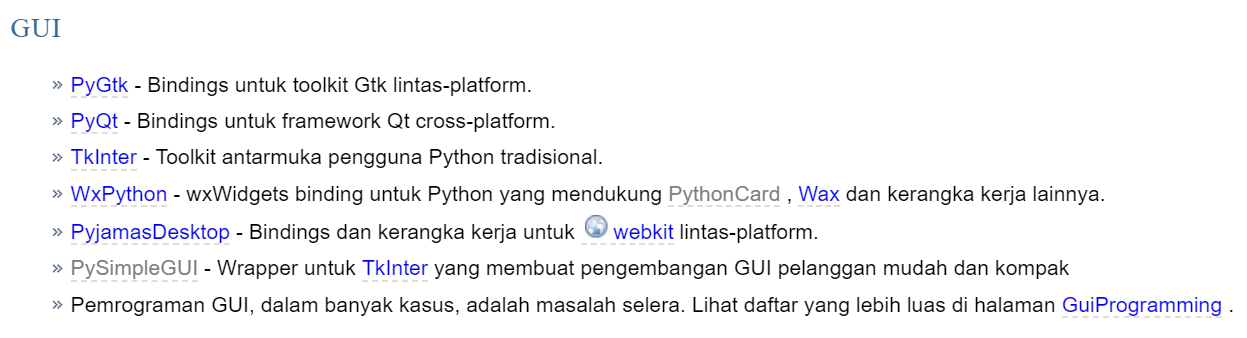 GUI
» PyGtk - Bindings untuk toolkit Gtk lintas-platform.
» PyQt - Bindings untuk framework Qt cross-platform.
» TkInter - Toolkit antarmuka pengguna Python tradisional.
» WxPython - wxWidgets binding untuk Python yang mendukung PythonCard , Wax dan kerangka kerja lainnya.
» PyjamasDesktop - Bindings dan kerangka kerja untuk webkit lintas-platform.
» PySimpleGUI - Wrapper untuk TkInter yang membuat pengembangan GUI pelanggan mudah dan kompak
» Pemrograman GUI, dalam banyak kasus, adalah masalah selera. Lihat daftar yang lebih luas di halaman GuiProgramming .